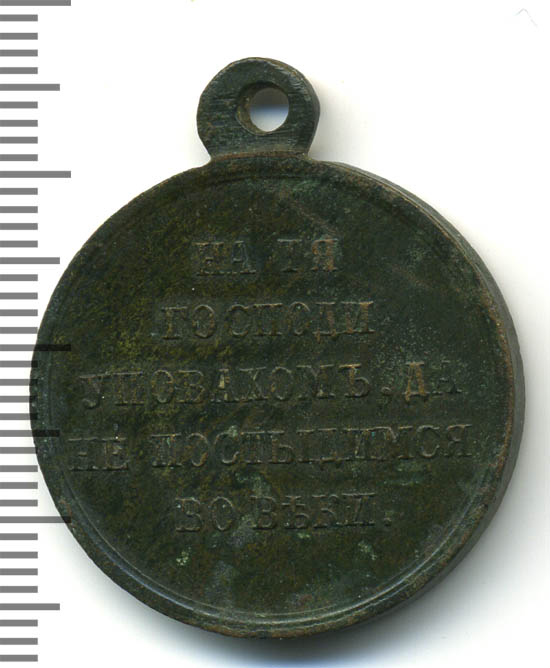 НА ТЯ
ГОСПОДИ
УПОВАХОМЪ, ДА
НЕ ПОСТЫДИМСЯ
ВО ВѢКИ.